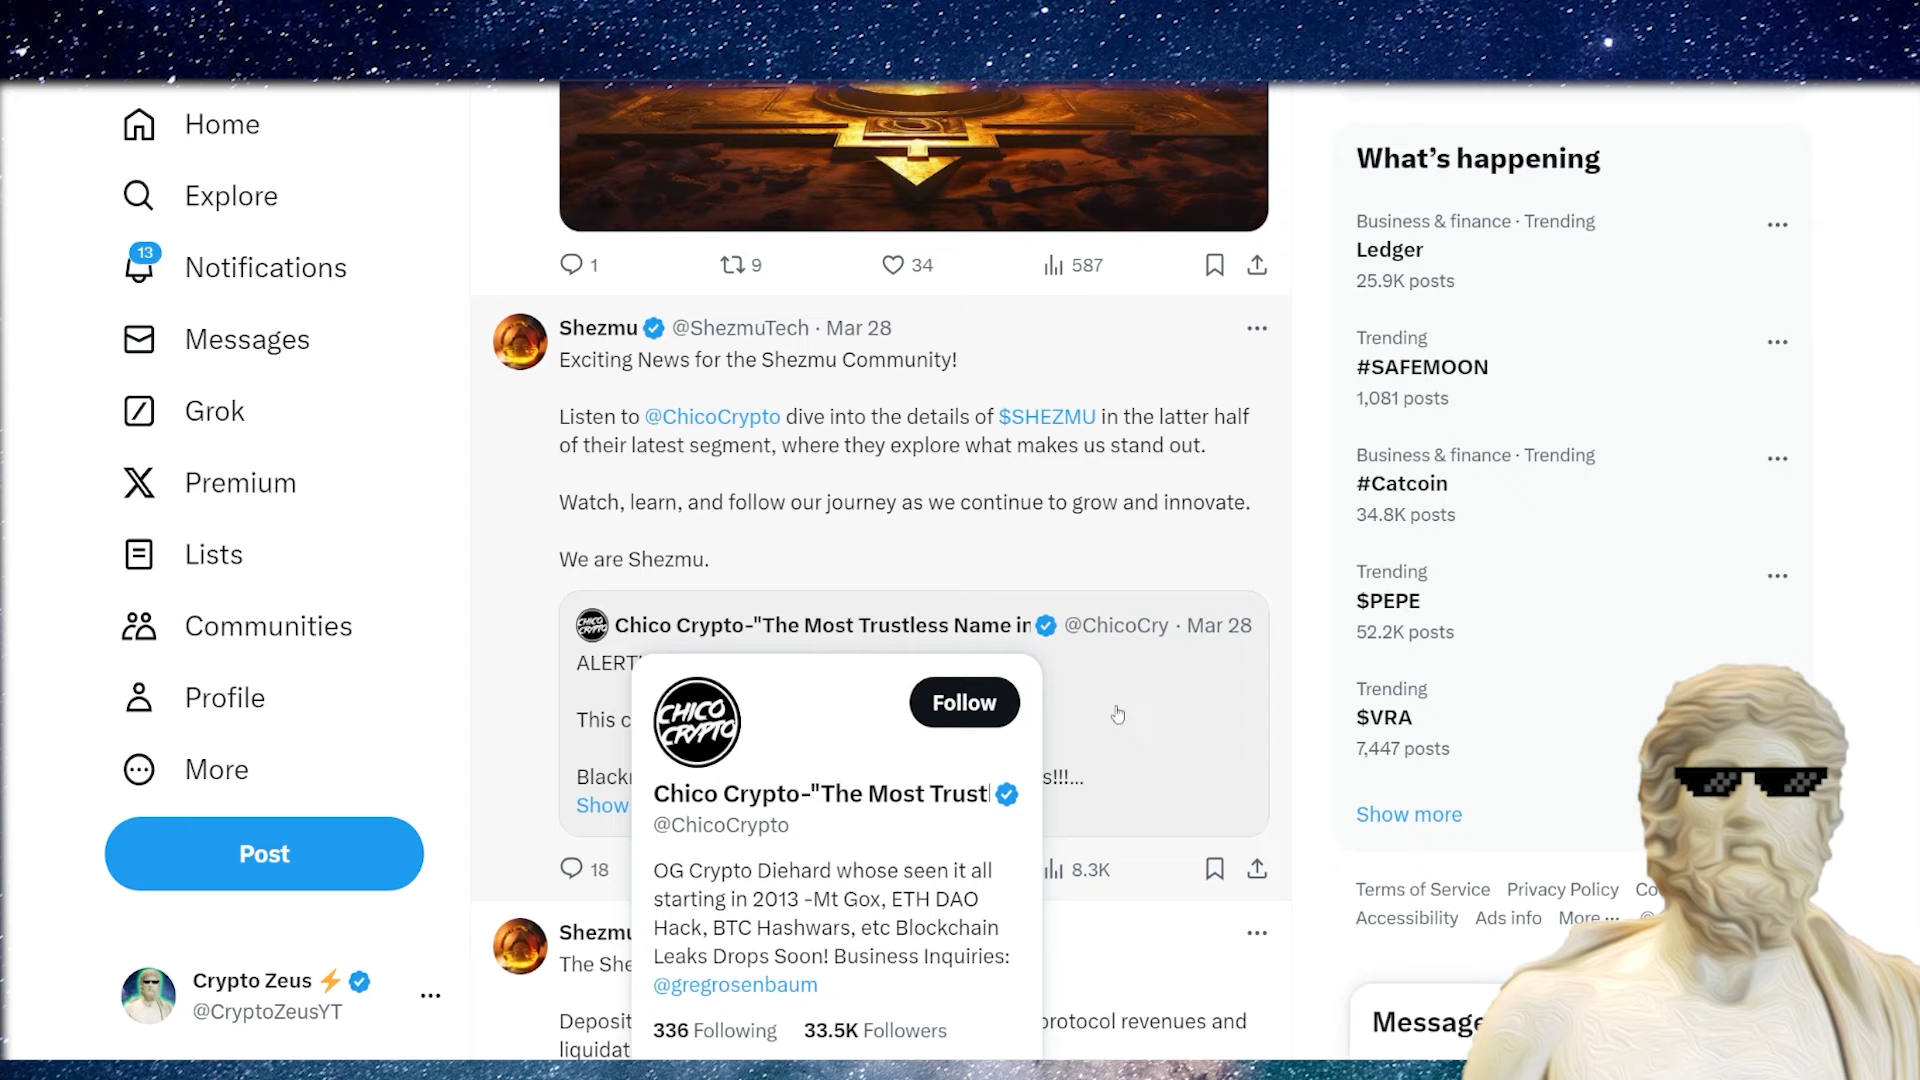 Home
Explore
13
Notifications
Messages
Grok
Premium
Lists
Communities
Profile
More
Post
Crypto Zeus
@CryptoZeusYT
1
9
34
587
Shezmu @ShezmuTech · Mar 28
Exciting News for the Shezmu Community!
Listen to @ChicoCrypto dive into the details of $SHEZMU in the latter half
of their latest segment, where they explore what makes us stand out.
Watch, learn, and follow our journey as we continue to grow and innovate.
We are Shezmu.
CHICO CRYPTO
Chico Crypto-"The Most Trustless Name in @ChicoCry · Mar 28
ALERT
This
s!!!...
Show
18
8.3K
CHICO
CRYPTO
Follow
Chico Crypto-"The Most
@ChicoCrypto
OG Crypto Diehard whose seen it all
starting in 2013 -Mt Gox, ETH DAO
Hack, BTC Hashwars, etc Blockchain
Leaks Drops Soon! Business Inquiries:
@gregrosenbaum
336 Following 33.5K Followers
The
protocol revenues and
What's happening
Business & finance · Trending
Ledger
25.9K posts
Trending
#SAFEMOON
1,081 posts
Business & finance · Trending
#Catcoin
34.8K posts
Trending
$PEPE
52.2K posts
Trending
$VRA
7,447 posts
Show more
Terms of Service Privacy Policy
Accessibility Ads info More ...